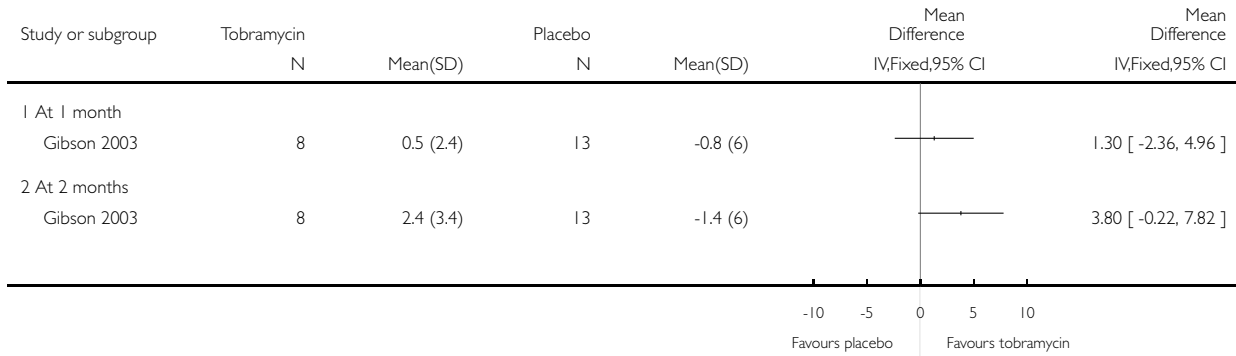 Study or subgroup Tobramycin Placebo Mean Difference Mean Difference
N Mean(SD) N Mean(SD) IV,Fixed,95% CI IV,Fixed,95% CI
1 At 1 month
Gibson 2003 8 0.5 (2.4) 13 -0.8 (6) 1.30 [ -2.36, 4.96 ]
2 At 2 months
Gibson 2003 8 2.4 (3.4) 13 -1.4 (6) 3.80 [ -0.22, 7.82 ]
-10 -5 0 5 10
Favours placebo Favours tobramycin